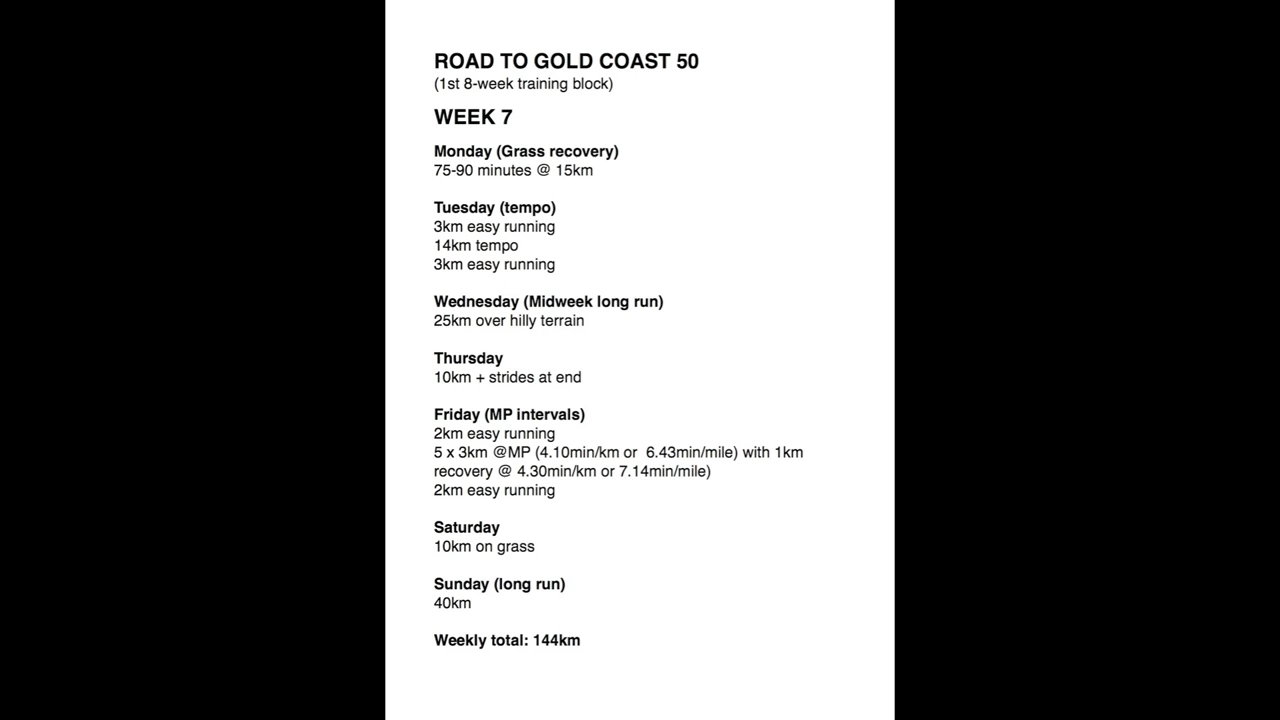 ROAD TO GOLD COAST 50
(1st 8-week training block)
WEEK 7
Monday (Grass recovery)
75-90 minutes @ 15km
Tuesday (tempo)
3km easy running
14km tempo
3km easy running
Wednesday (Midweek long run)
25km over hilly terrain
Thursday
10km + strides at end
Friday (MP intervals)
2km easy running
5 x 3km @MP (4.10min/km or  6.43min/mile) with 1km
recovery @ 4.30min/km or 7.14min/mile)
2km easy running
Saturday
10km on grass
Sunday (long run)
40km
Weekly total: 144km